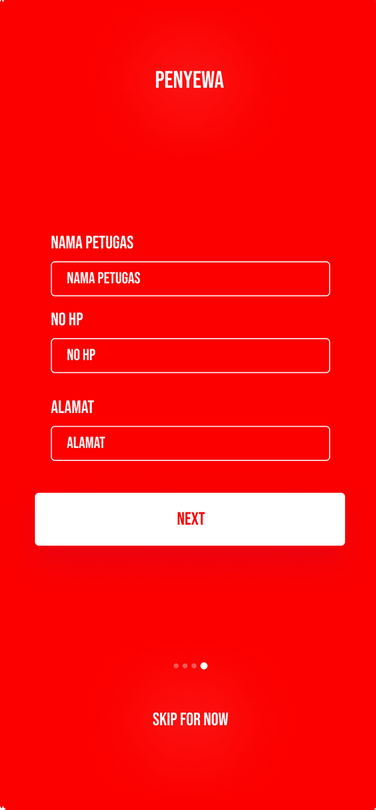 PENYEWA
NAMA PETUGAS
NAMA PETUGAS
NO HP
NO HP
ALAMAT
ALAMAT
NEXT
SKIP FOR NOW